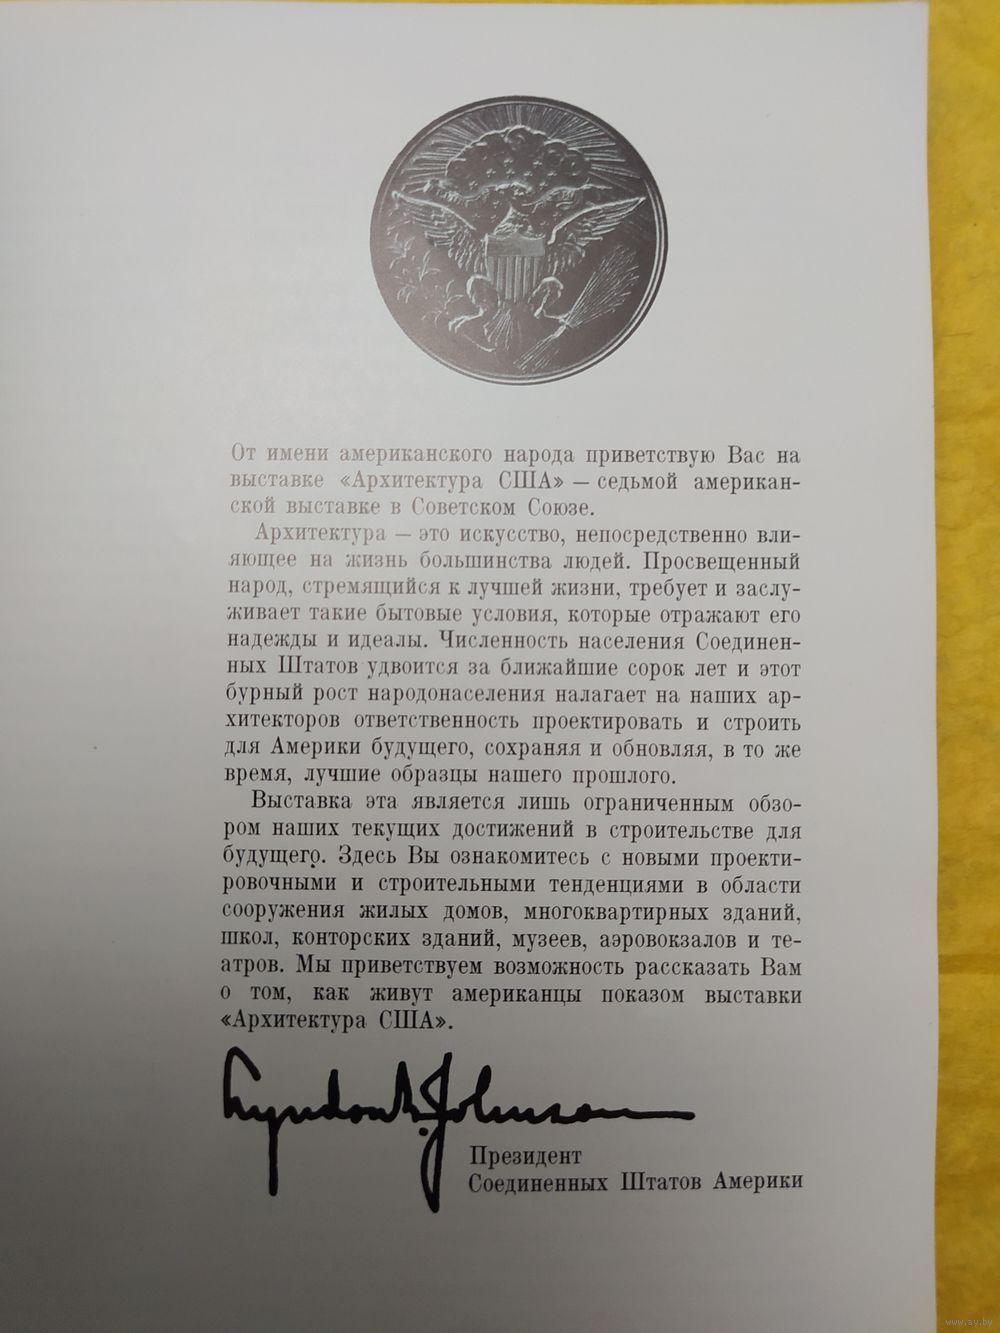 От имени американского народа приветствую Вас на
выставке «Архитектура США» — седьмой американ-
ской выставке в Советском Союзе.
Архитектура — это искусство, непосредственно вли-
яющее на жизнь большинства людей. Просвещенный
народ, стремящийся к лучшей жизни, требует и заслу-
живает такие бытовые условия, которые отражают его
надежды и идеалы. Численность населения Соединен-
ных Штатов удвоится за ближайшие сорок лет и этот
бурный рост народонаселения налагает на наших ар-
хитекторов ответственность проектировать и строить
для Америки будущего, сохраняя и обновляя, в то же
время, лучшие образцы нашего прошлого.
Выставка эта является лишь ограниченным обзо-
ром наших текущих достижений в строительстве для
будущего. Здесь Вы ознакомитесь с новыми проекти-
ровочными и строительными тенденциями в области
сооружения жилых домов, многоквартирных зданий,
школ, конторских зданий, музеев, аэровокзалов и те-
атров. Мы приветствуем возможность рассказать Вам
о том, как живут американцы показом выставки
«Архитектура США».
Lyndon B. Johnson
Президент
Соединенных Штатов Америки
www.ay.by